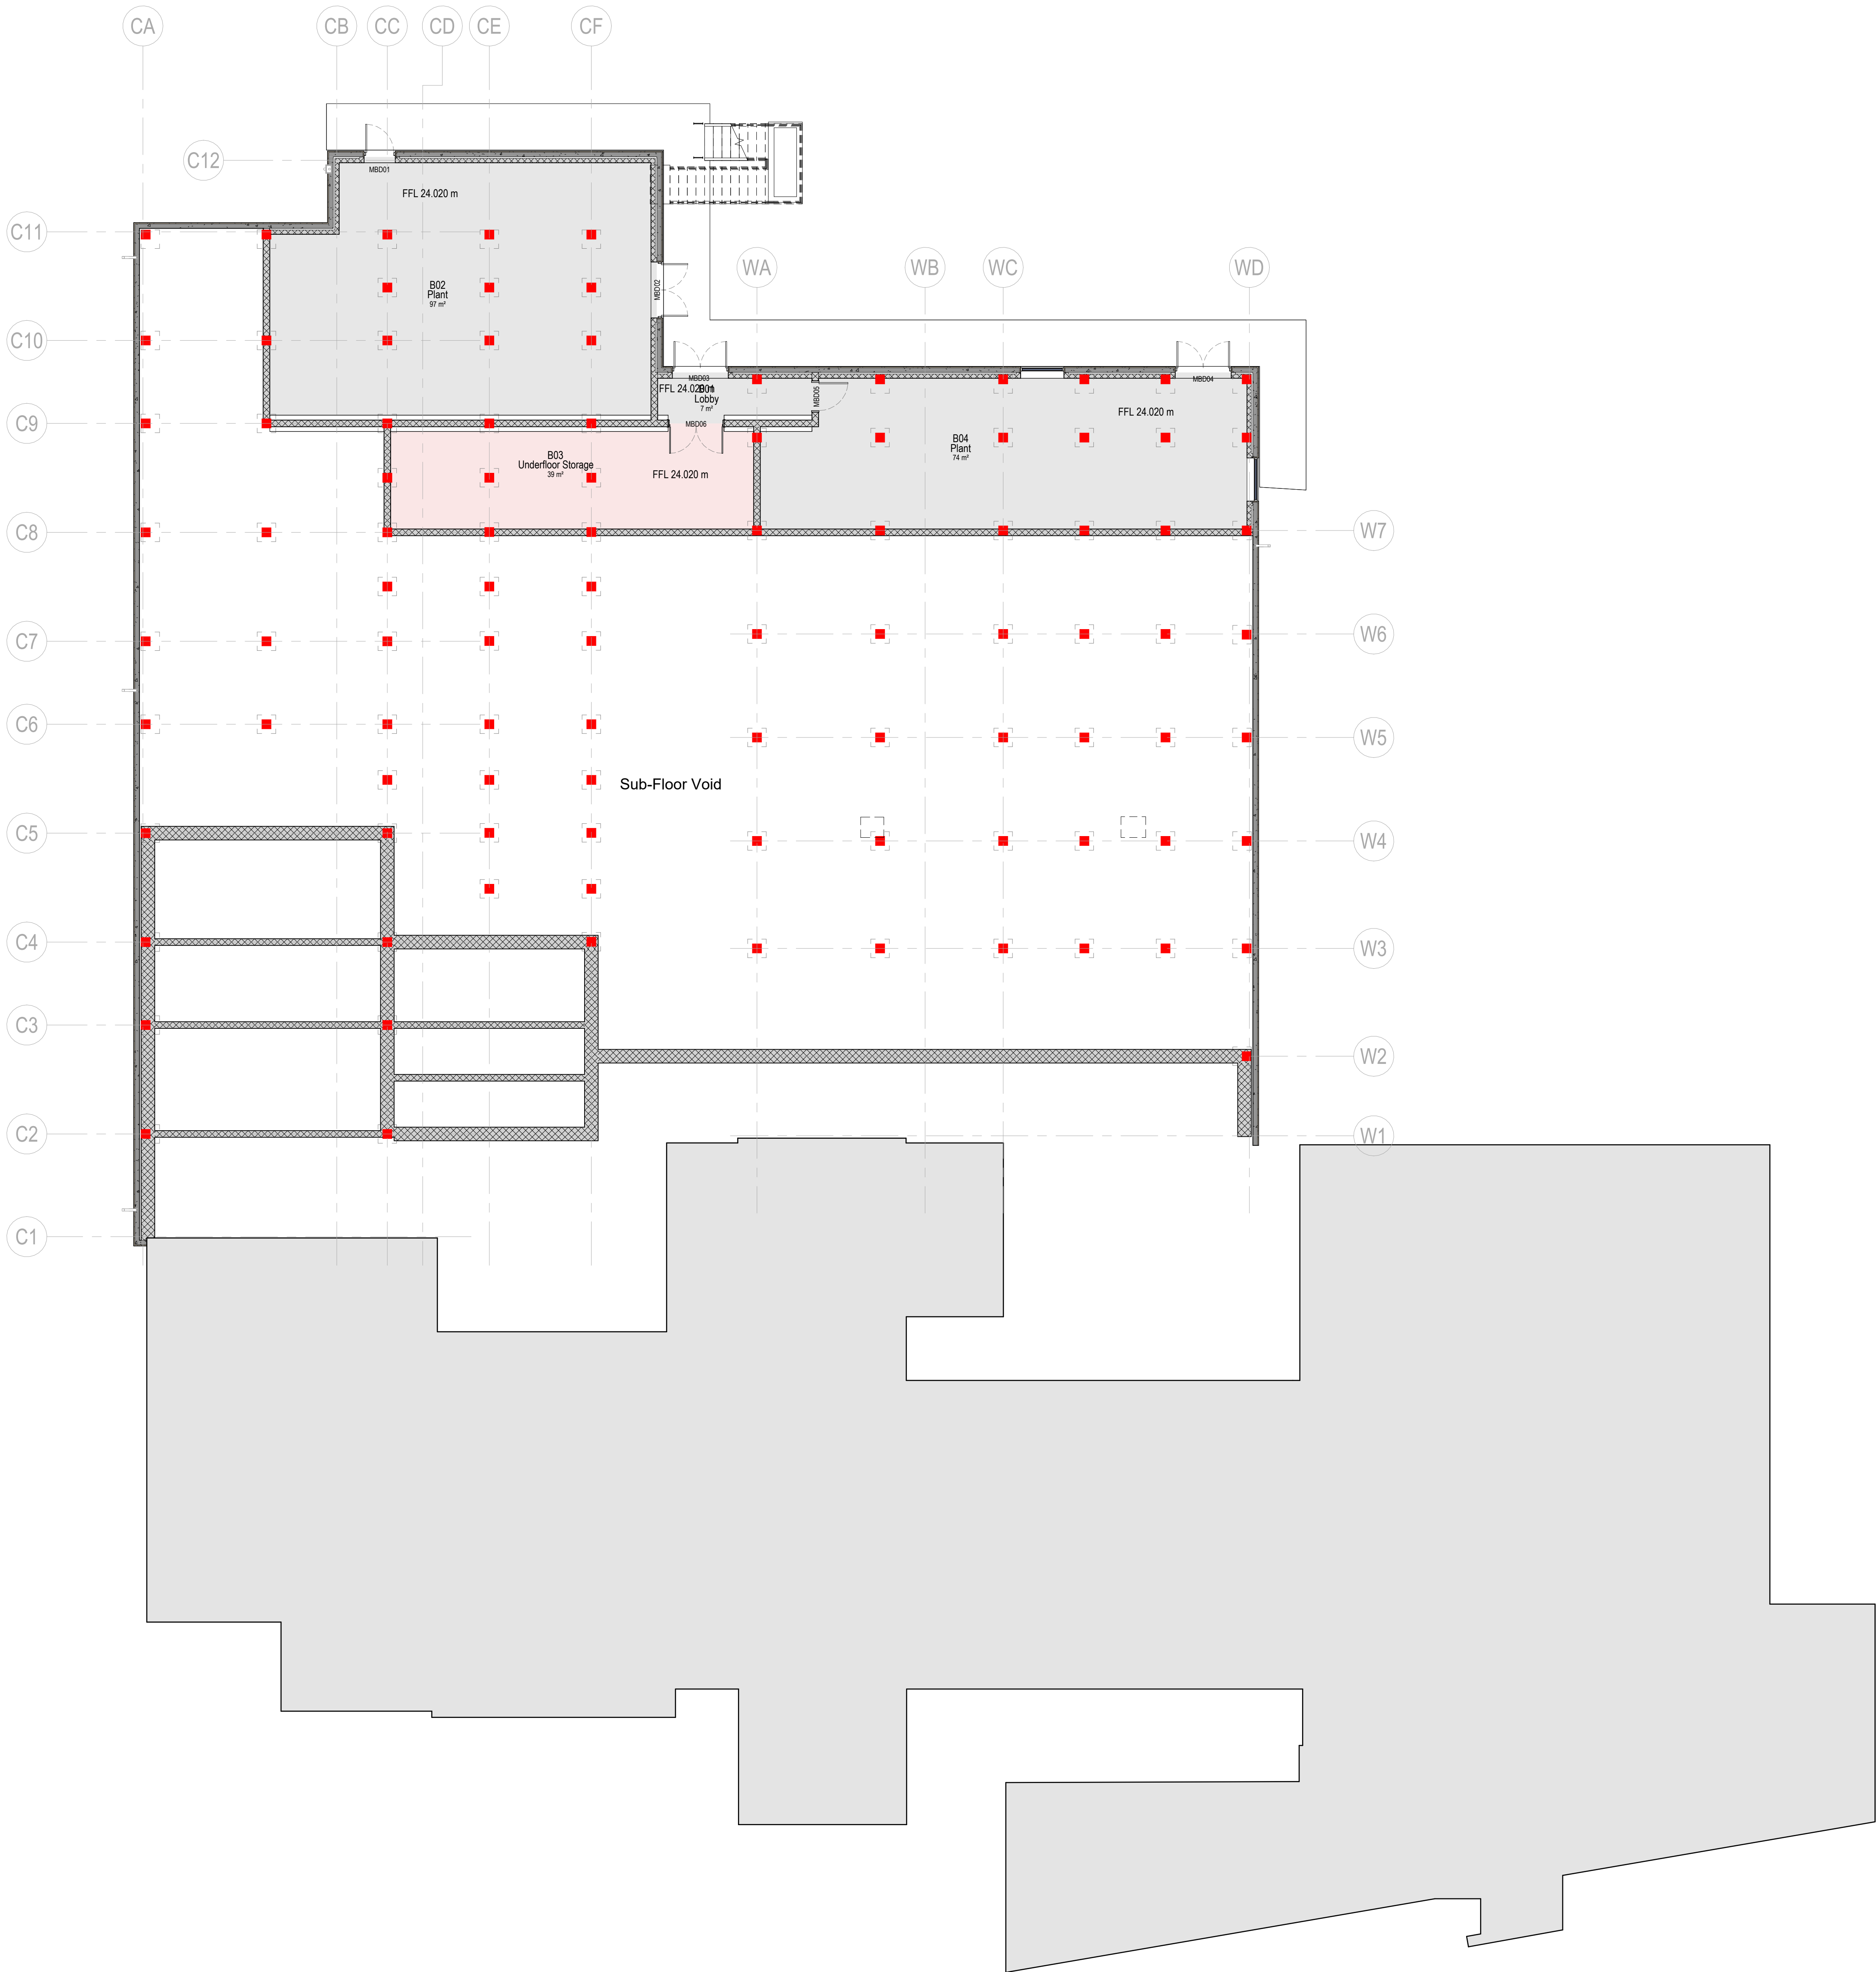 CA
CB
CC
CD
CE
CF
C12
MBD01
FFL 24.020 m
C11
WA
WB
WC
WD
B02
Plant
97 m²
MBD02
C10
MBD03
MBD04
FFL 24.020 m
B01
Lobby
7 m²
MBD05
FFL 24.020 m
C9
MBD06
B04
Plant
74 m²
B03
Underfloor Storage
39 m²
FFL 24.020 m
C8
W7
C7
W6
C6
W5
Sub-Floor Void
C5
W4
C4
W3
C3
W2
C2
W1
C1